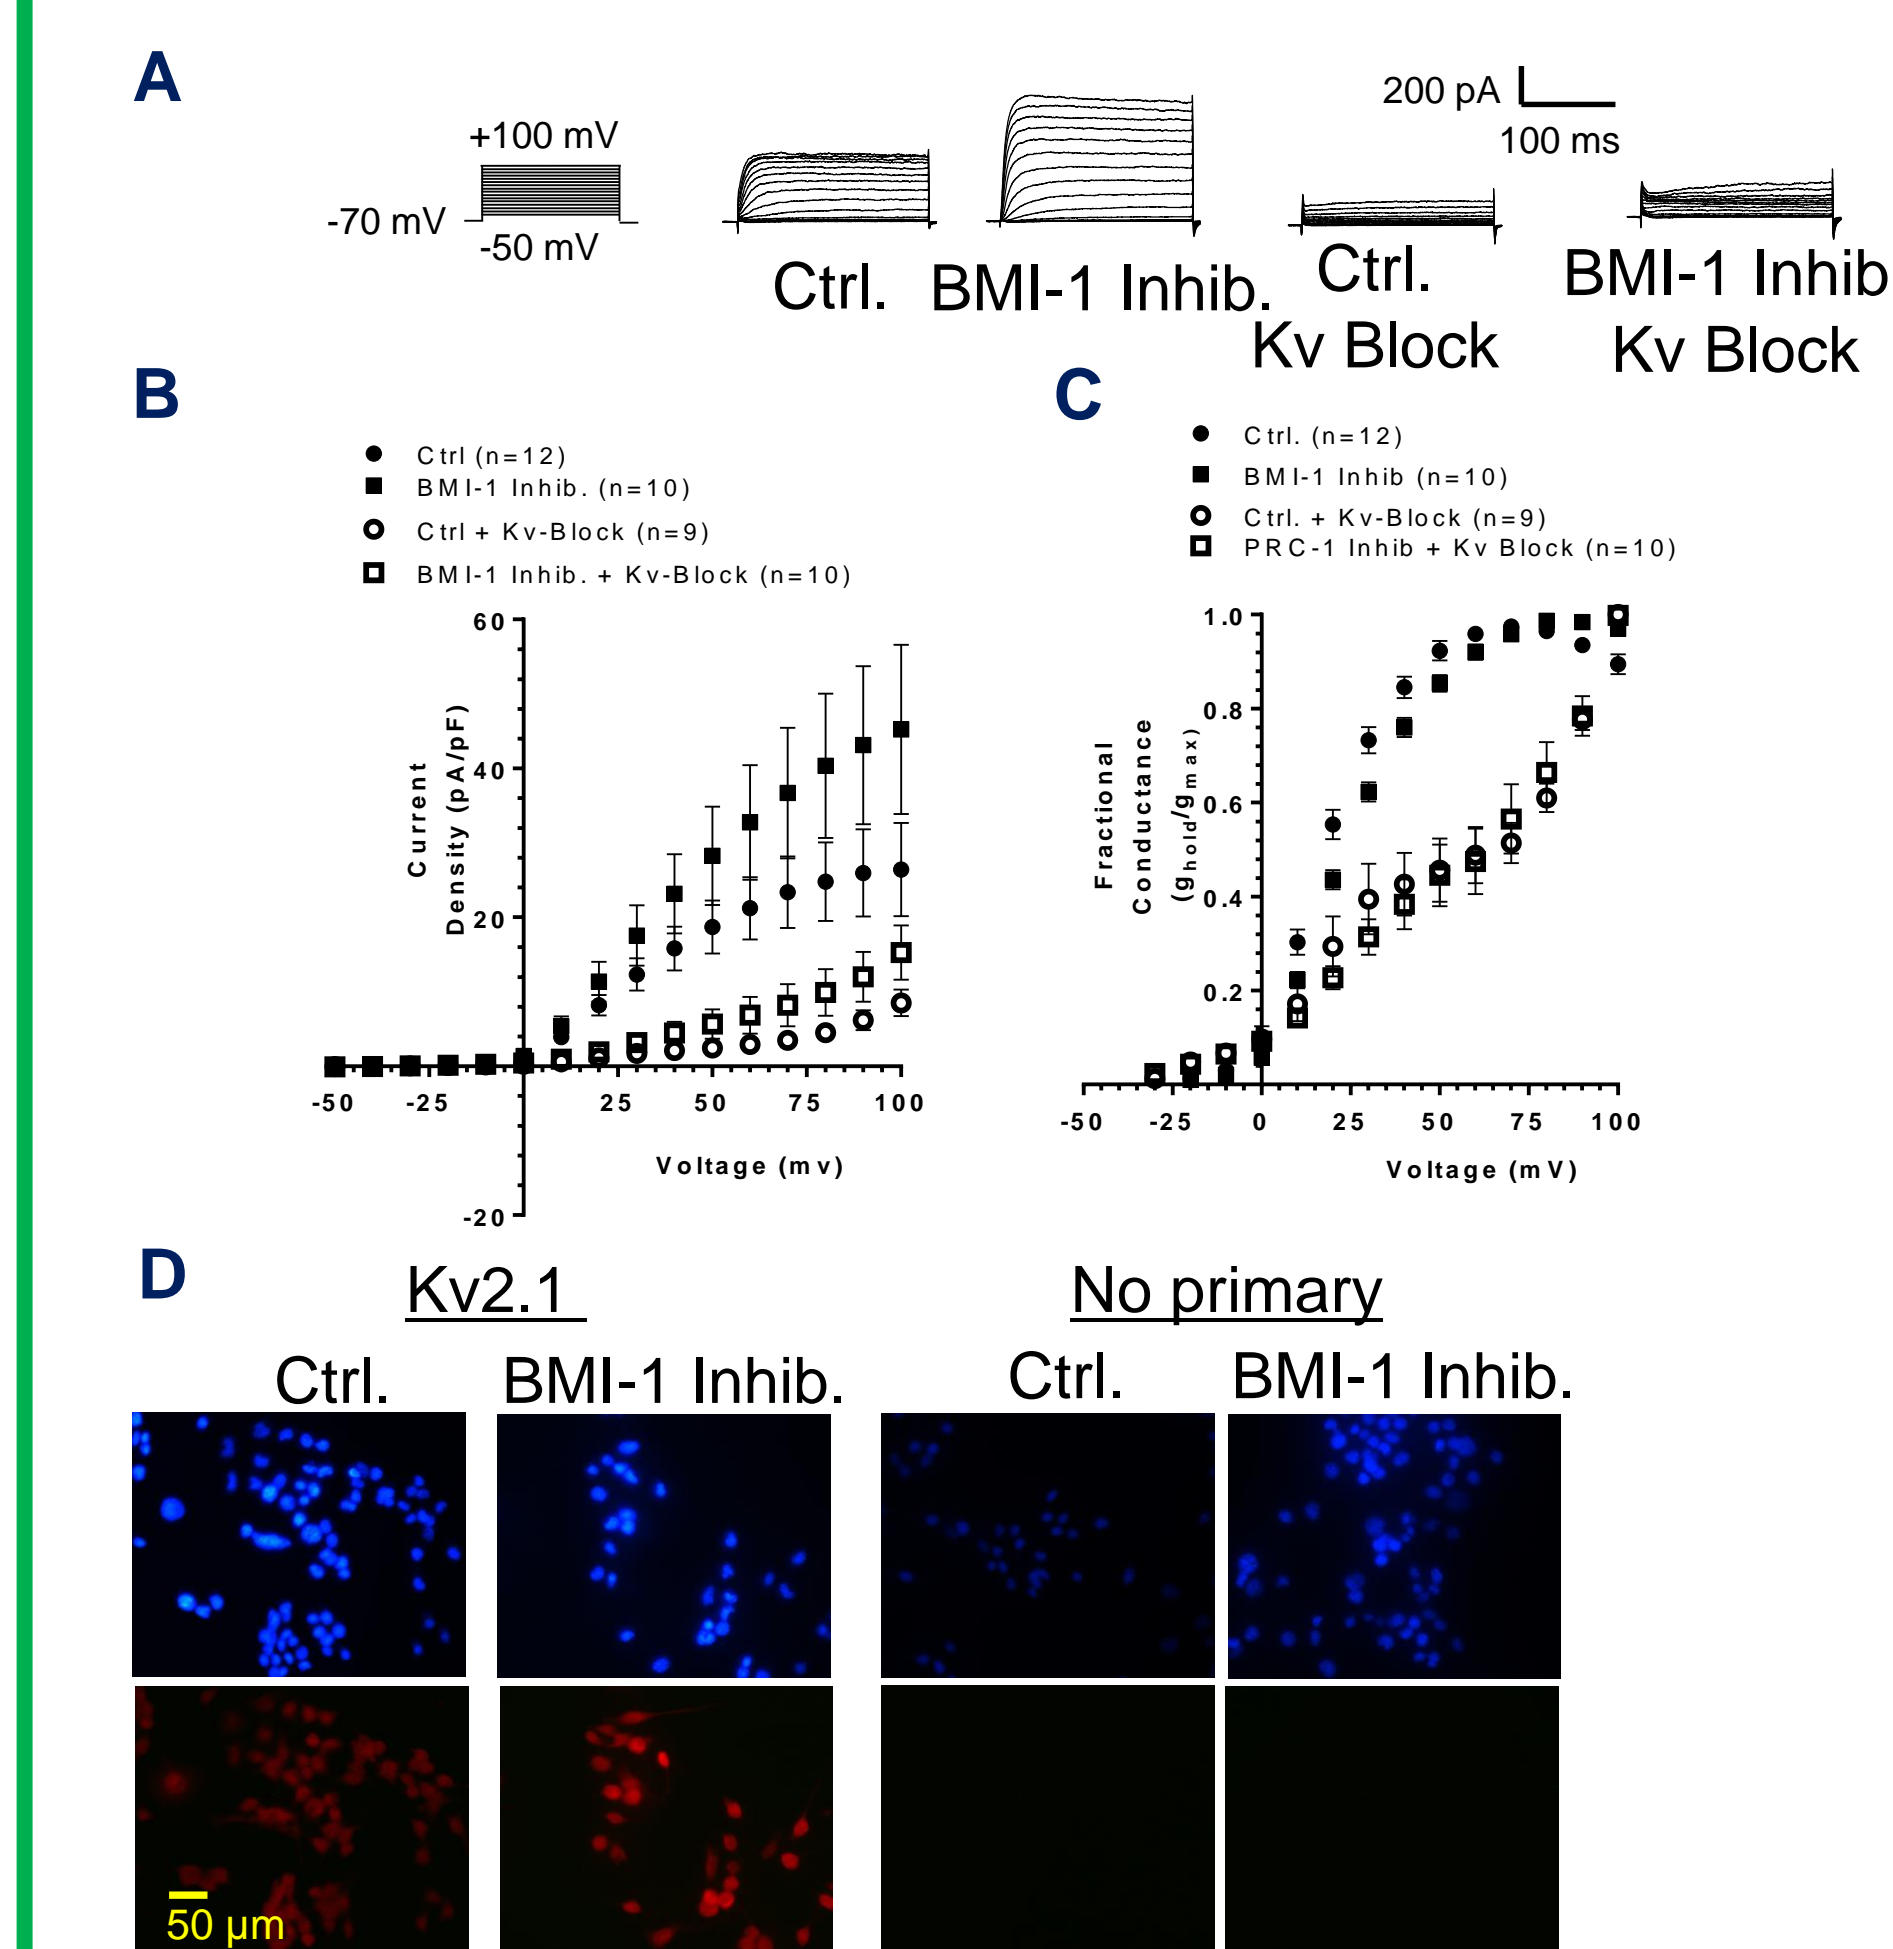 A
+100 mV
-70 mV
-50 mV
200 pA
100 ms
Ctrl.
BMI-1 Inhib.
Ctrl.
Kv Block
BMI-1 Inhib
Kv Block
B
Ctrl (n=12)
BMI-1 Inhib. (n=10)
Ctrl + Kv-Block (n=9)
BMI-1 Inhib. + Kv-Block (n=10)
60
40
20
-20
-50
-25
25
50
75
100
Current
Density (pA/pF)
Voltage (mv)
C
Ctrl. (n=12)
BMI-1 Inhib (n=10)
Ctrl. + Kv-Block (n=9)
PRC-1 Inhib + Kv Block (n=10)
1.0
0.8
0.6
0.4
0.2
-50
-25
0
25
50
75
100
Fractional
Conductance
(ghold/gmax)
Voltage (mV)
D
Kv2.1
No primary
Ctrl.
BMI-1 Inhib.
Ctrl.
BMI-1 Inhib.
50 µm